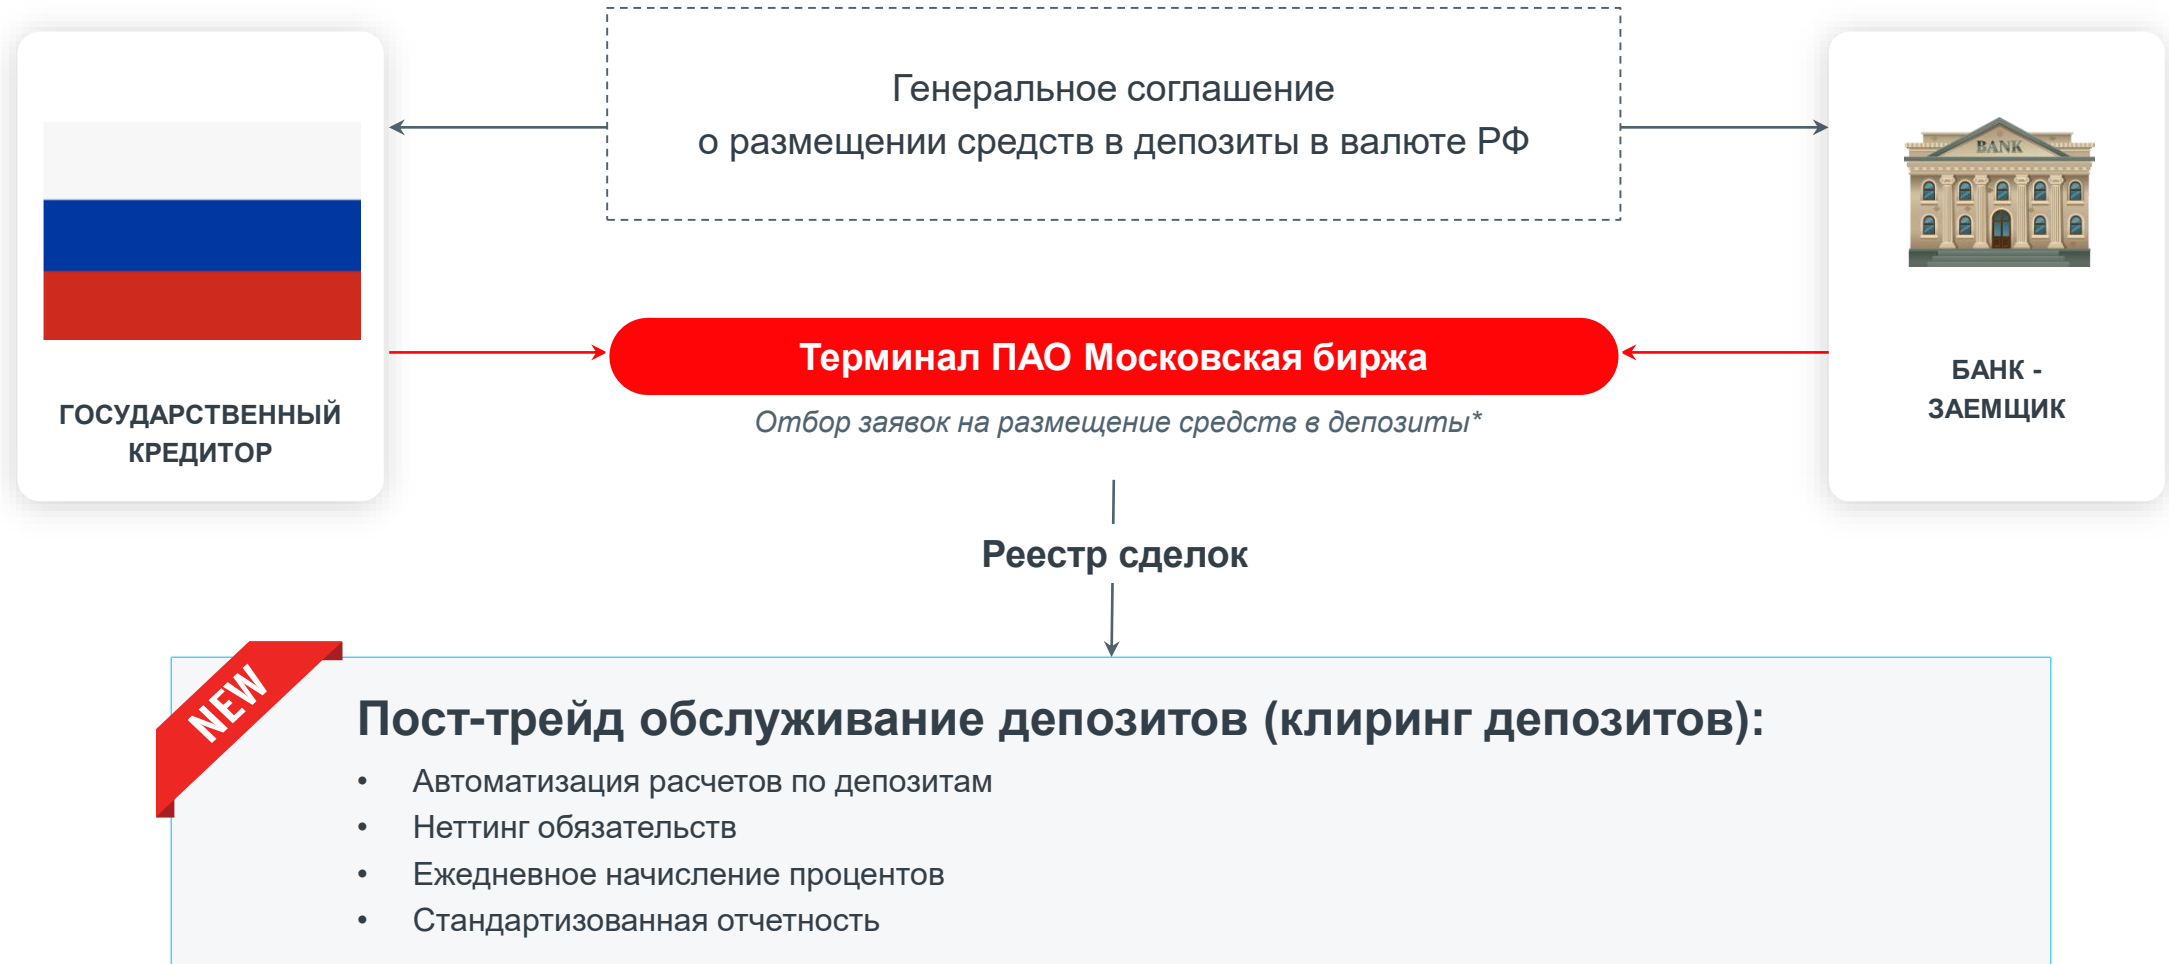 Генеральное соглашение
о размещении средств в депозиты в валюте РФ
BANK
Терминал ПАО Московская биржа
Отбор заявок на размещение средств в депозиты*
ГОСУДАРСТВЕННЫЙ
КРЕДИТОР
БАНК -
ЗАЕМЩИК
Реестр сделок
NEW
Пост-трейд обслуживание депозитов (клиринг депозитов):
• Автоматизация расчетов по депозитам
• Неттинг обязательств
• Ежедневное начисление процентов
• Стандартизованная отчетность